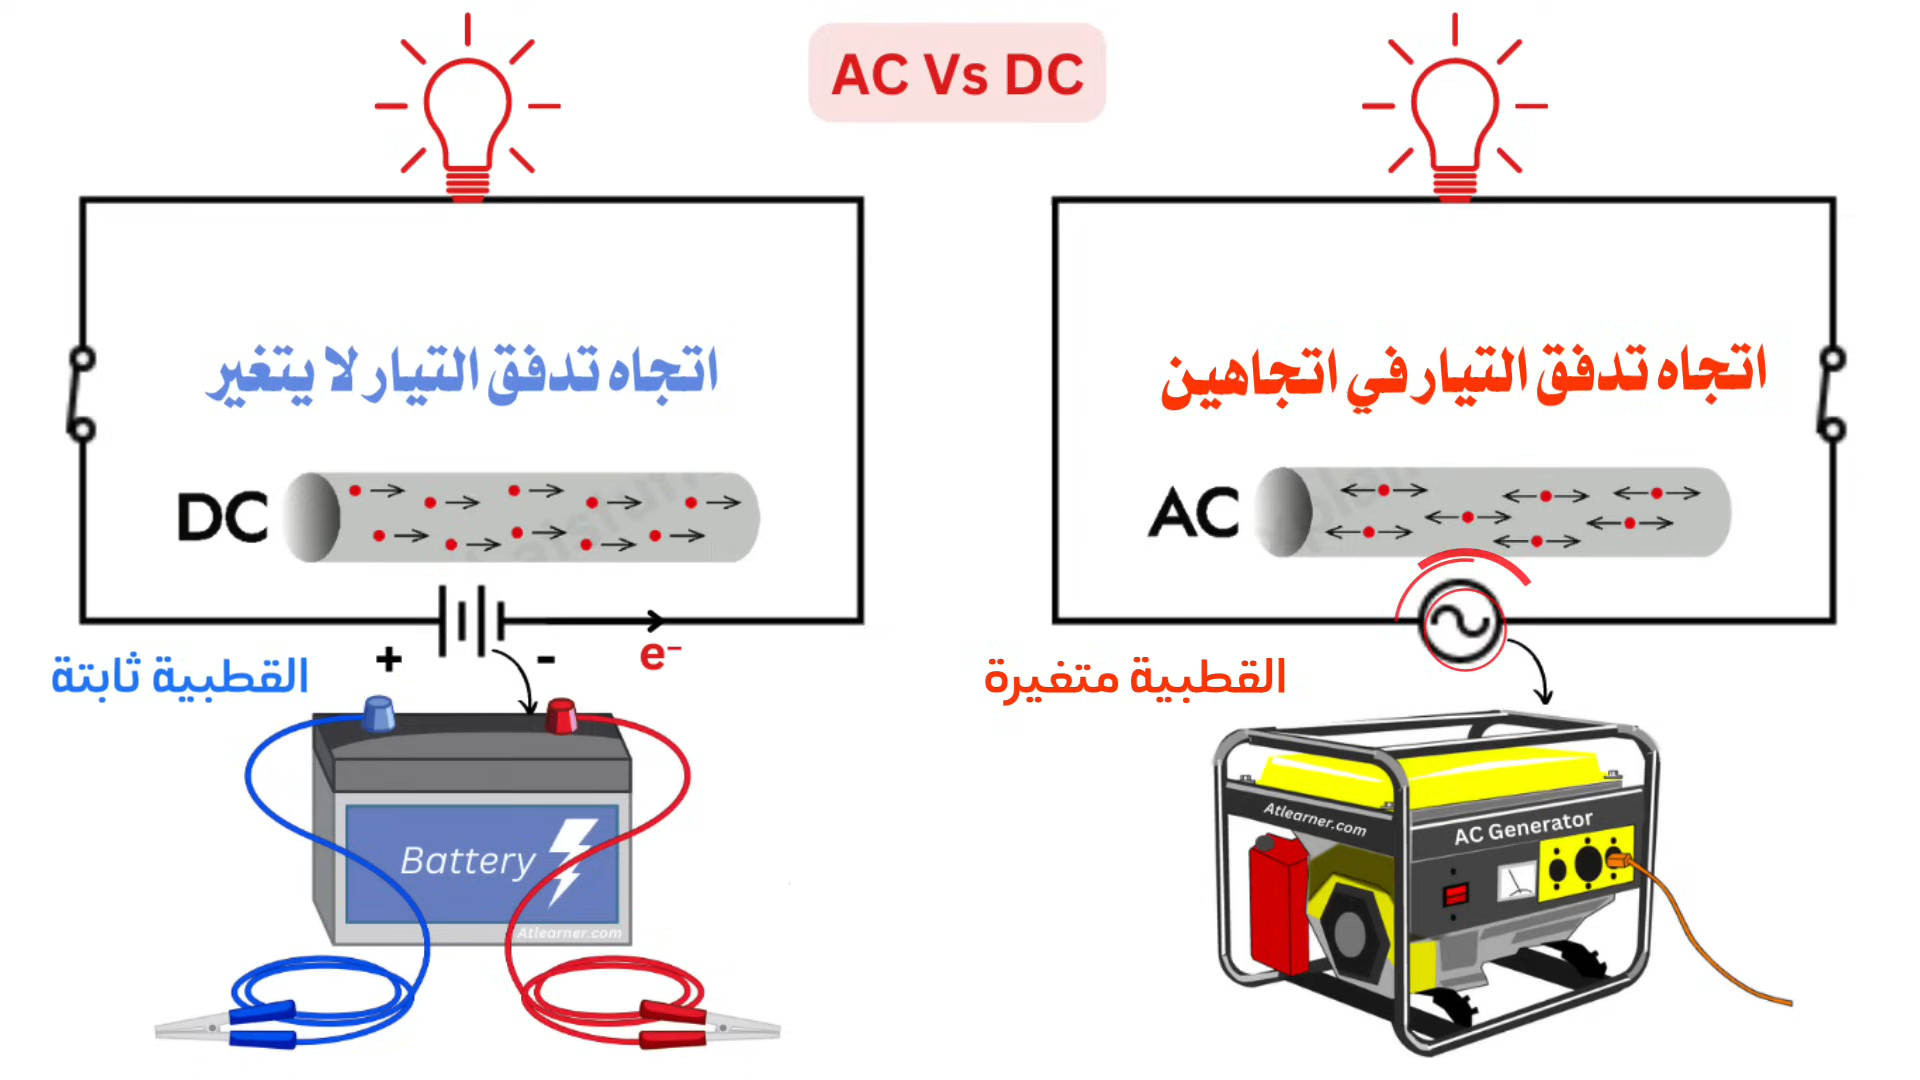 AC Vs DC
اتجاه تدفق التيار لا يتغير
DC
+
-
e⁻
القطبية ثابتة
Battery
Atlearner.com
اتجاه تدفق التيار في اتجاهين
AC
القطبية متغيرة
Atlearner.com
AC Generator